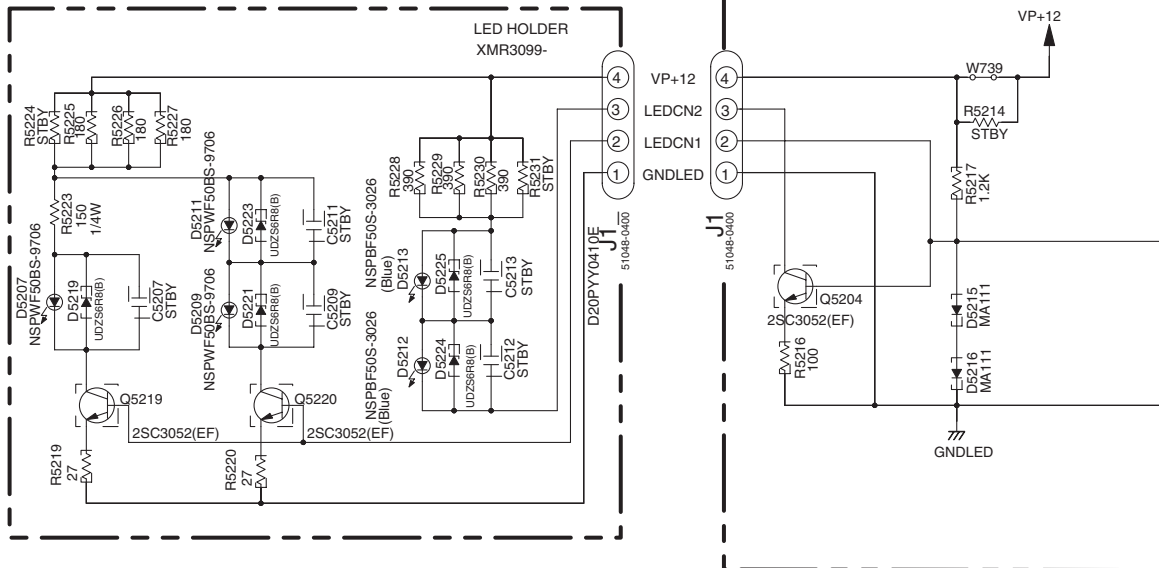 LED HOLDER
XMR3099-
R5224
STBY
R5225
180
R5226
180
R5227
180
R5223
150
1/4W
D5207
NSPWF50BS-9706
D5219
UDZS6R8(B)
C5207
STBY
D5211
NSPWF50BS-9706
D5223
UDZS6R8(B)
C5211
STBY
D5209
NSPWF50BS-9706
D5221
UDZS6R8(B)
C5209
STBY
R5228
390
R5229
390
R5230
390
R5231
STBY
NSPBF50S-3026
(Blue)
D5213
D5225
UDZS6R8(B)
C5213
STBY
NSPBF50S-3026
(Blue)
D5212
D5224
UDZS6R8(B)
C5212
STBY
Q5219
2SC3052(EF)
Q5220
2SC3052(EF)
R5219
27
R5220
27
4
3
2
1
VP+12
LEDCN2
LEDCN1
GNDLED
4
3
2
1
D20PYY0410E
J1
51048-0400
J1
51048-0400
VP+12
W739
R5214
STBY
R5217
1.2K
Q5204
2SC3052(EF)
R5216
100
D5215
MA111
D5216
MA111
GNDLED